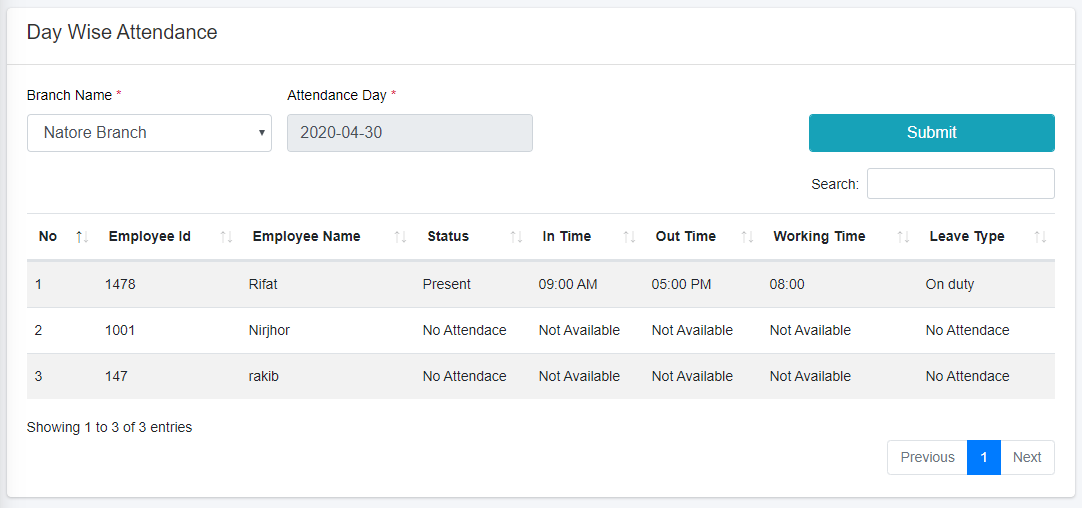 Day Wise Attendance
Branch Name * Attendance Day *
Natore Branch 2020-04-30 Submit
Search:
No Employee Id Employee Name Status In Time Out Time Working Time Leave Type
1 1478 Rifat Present 09:00 AM 05:00 PM 08:00 On duty
2 1001 Nirjhor No Attendace Not Available Not Available Not Available No Attendace
3 147 rakib No Attendace Not Available Not Available Not Available No Attendace
Showing 1 to 3 of 3 entries
Previous 1 Next